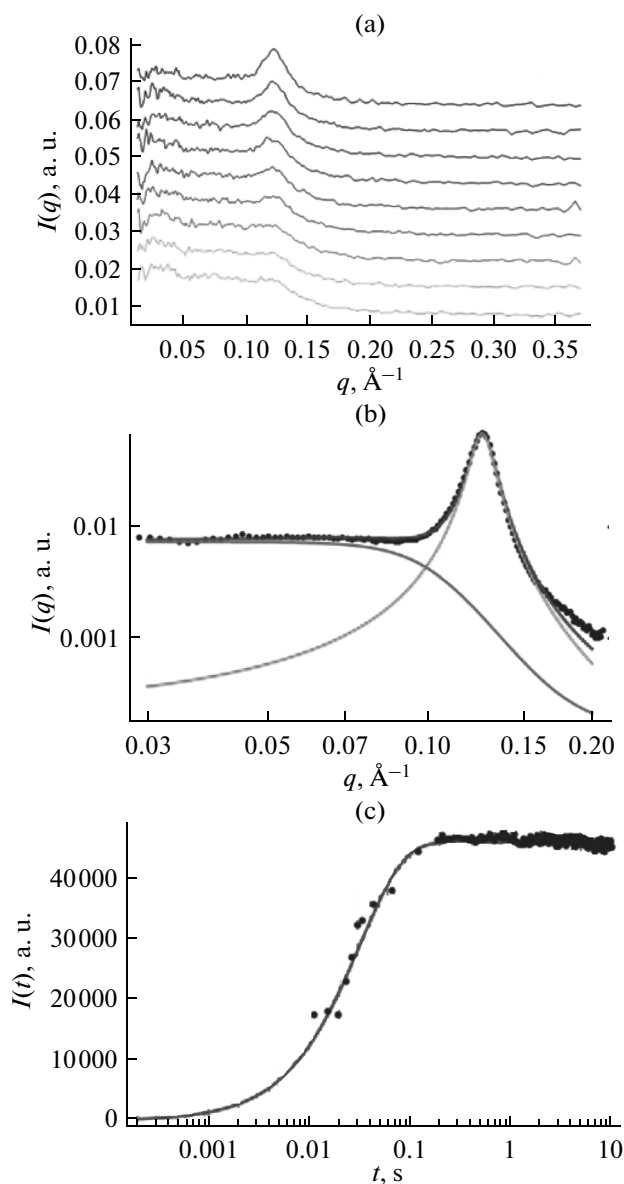 (a)
0.08
0.07
0.06
0.05
0.04
0.03
0.02
0.01
I(q), a. u.
0.05 0.10 0.15 0.20 0.25 0.30 0.35
q, Å⁻¹
(b)
0.01
0.001
I(q), a. u.
0.03 0.05 0.07 0.10 0.15 0.20
q, Å⁻¹
(c)
40000
30000
20000
10000
0
I(t), a. u.
0.001 0.01 0.1 1 10
t, s